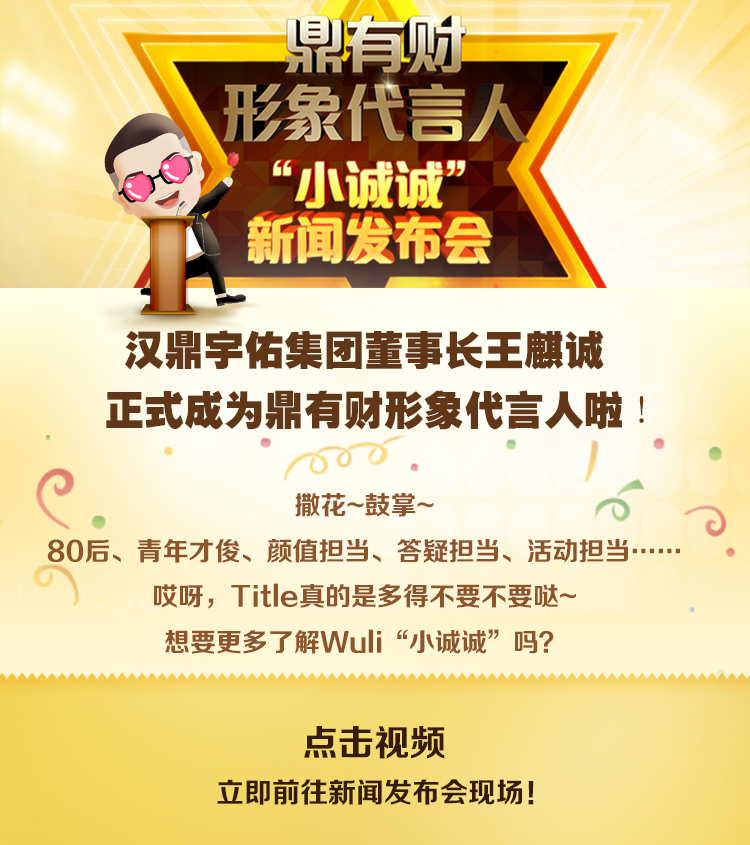 鼎有财
形象代言人
“小诚诚”
新闻发布会
汉鼎宇佑集团董事长王麒诚
正式成为鼎有财形象代言人啦！
撒花~鼓掌~
80后、青年才俊、颜值担当、答疑担当、活动担当……
哎呀，Title真的是多得不要不要哒~
想要更多了解Wuli“小诚诚”吗？
点击视频
立即前往新闻发布会现场！